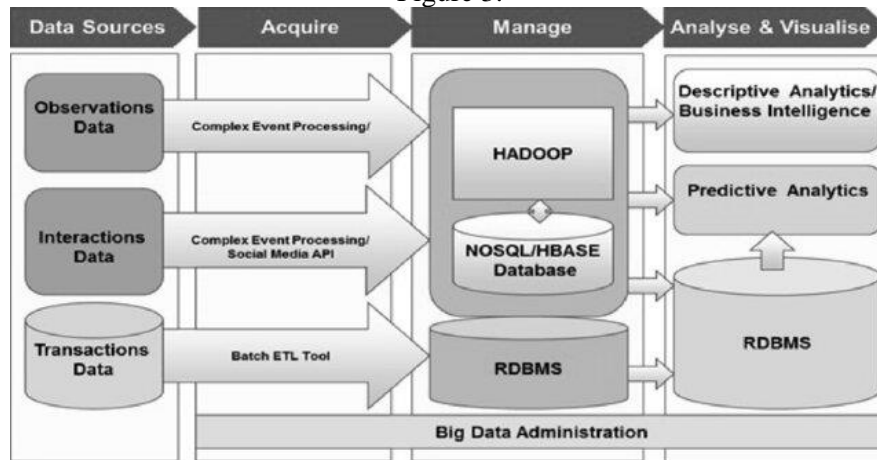 Figure 3.
Data Sources
Acquire
Manage
Analyse & Visualise
Observations
Data
Complex Event Processing/
HADOOP
Descriptive Analytics/
Business Intelligence
Predictive Analytics
Interactions
Data
Complex Event Processing/
Social Media API
NOSQL/HBASE
Database
Transactions
Data
Batch ETL Tool
RDBMS
RDBMS
Big Data Administration